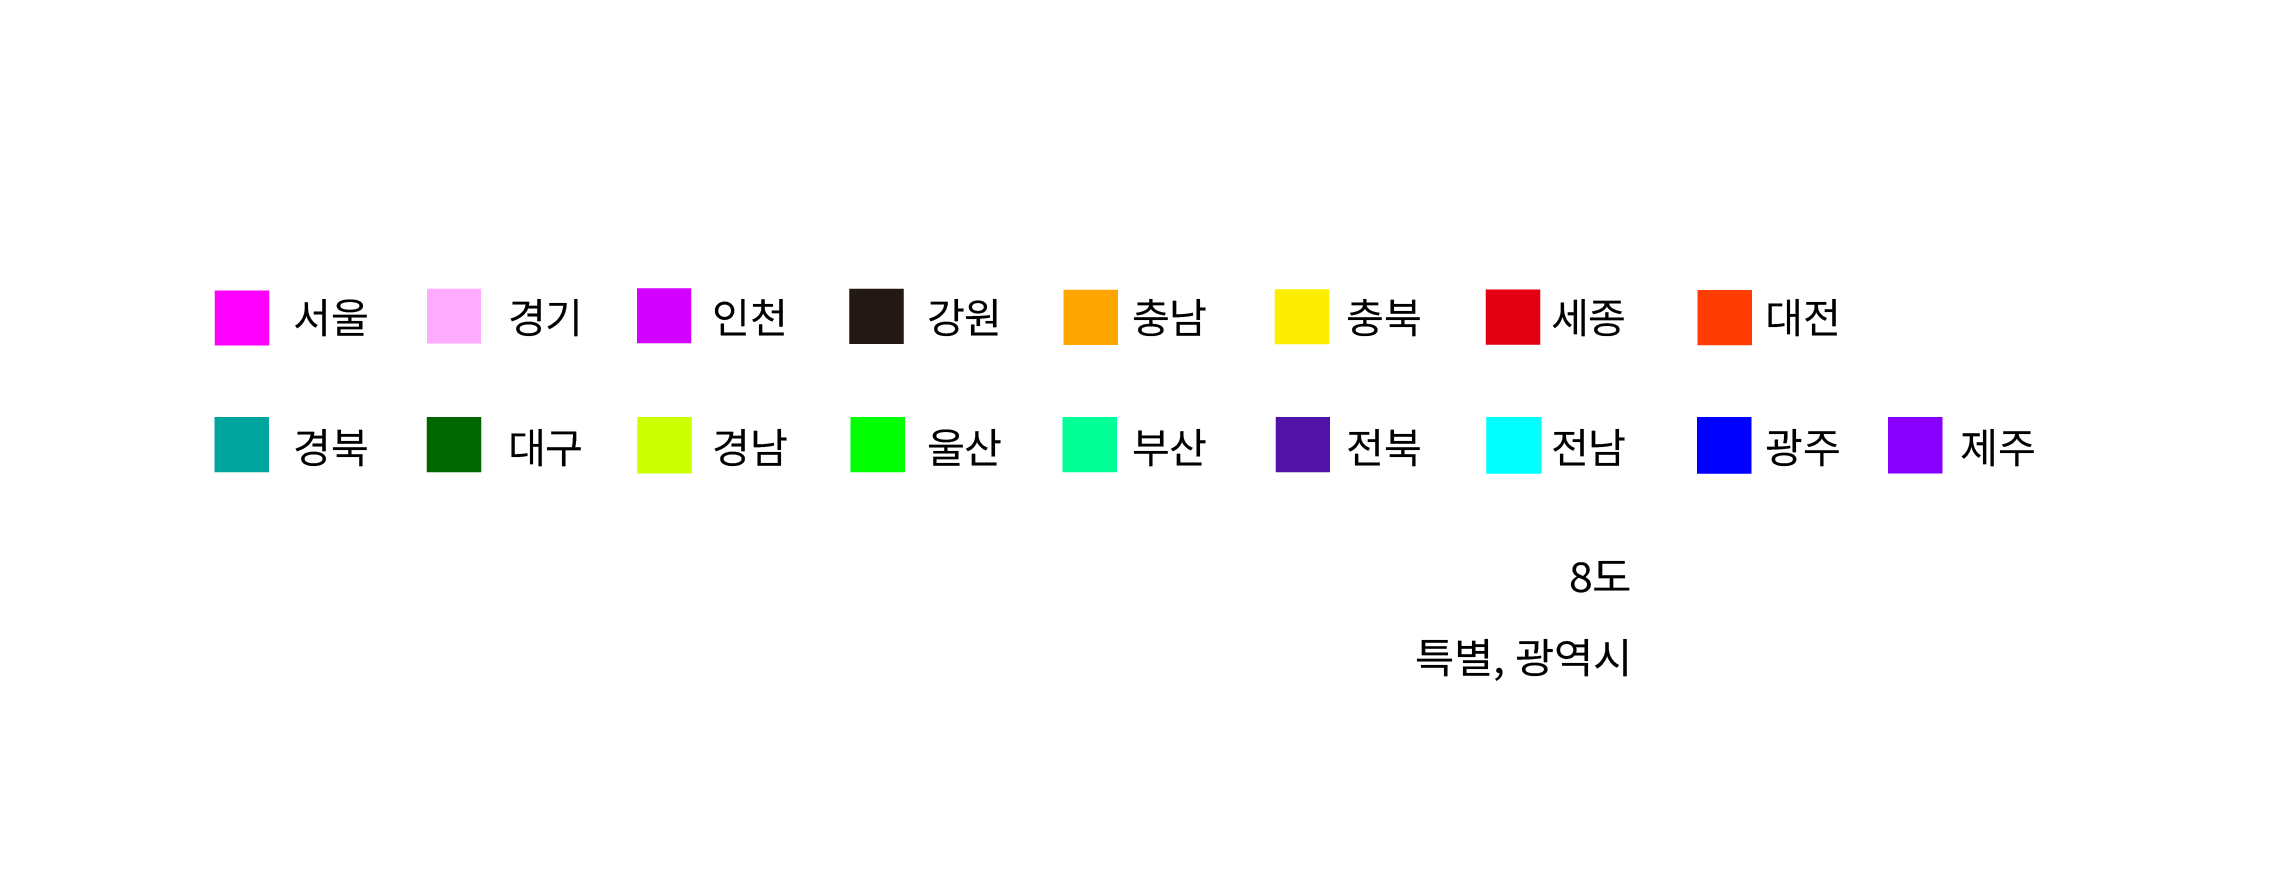 서울 경기 인천 강원 충남 충북 세종 대전
경북 대구 경남 울산 부산 전북 전남 광주 제주
8도
특별, 광역시